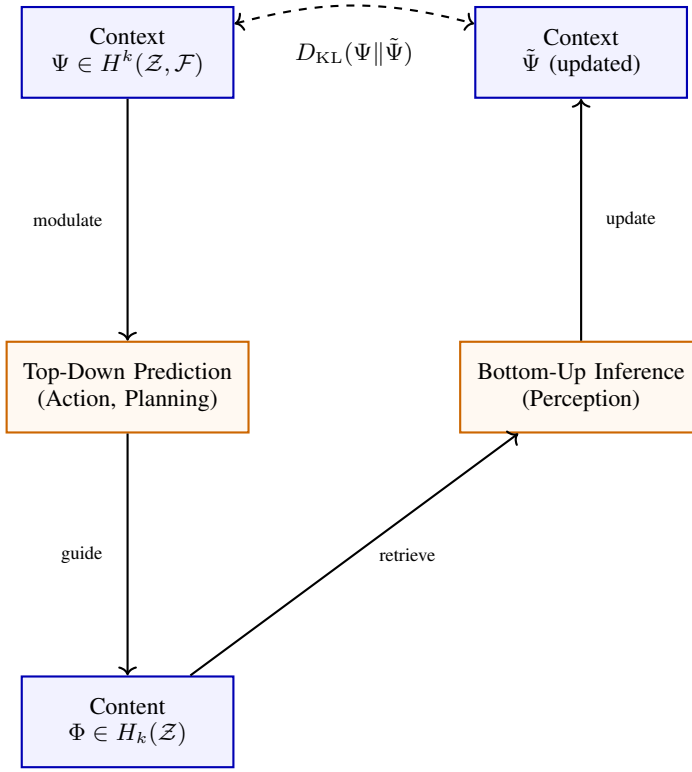 Context
Ψ ∈ H^k(𝒵, ℱ)
D_KL(Ψ∥Ψ̃)
Context
Ψ̃ (updated)
modulate
update
Top-Down Prediction
(Action, Planning)
Bottom-Up Inference
(Perception)
guide
retrieve
Content
Φ ∈ H_k(𝒵)